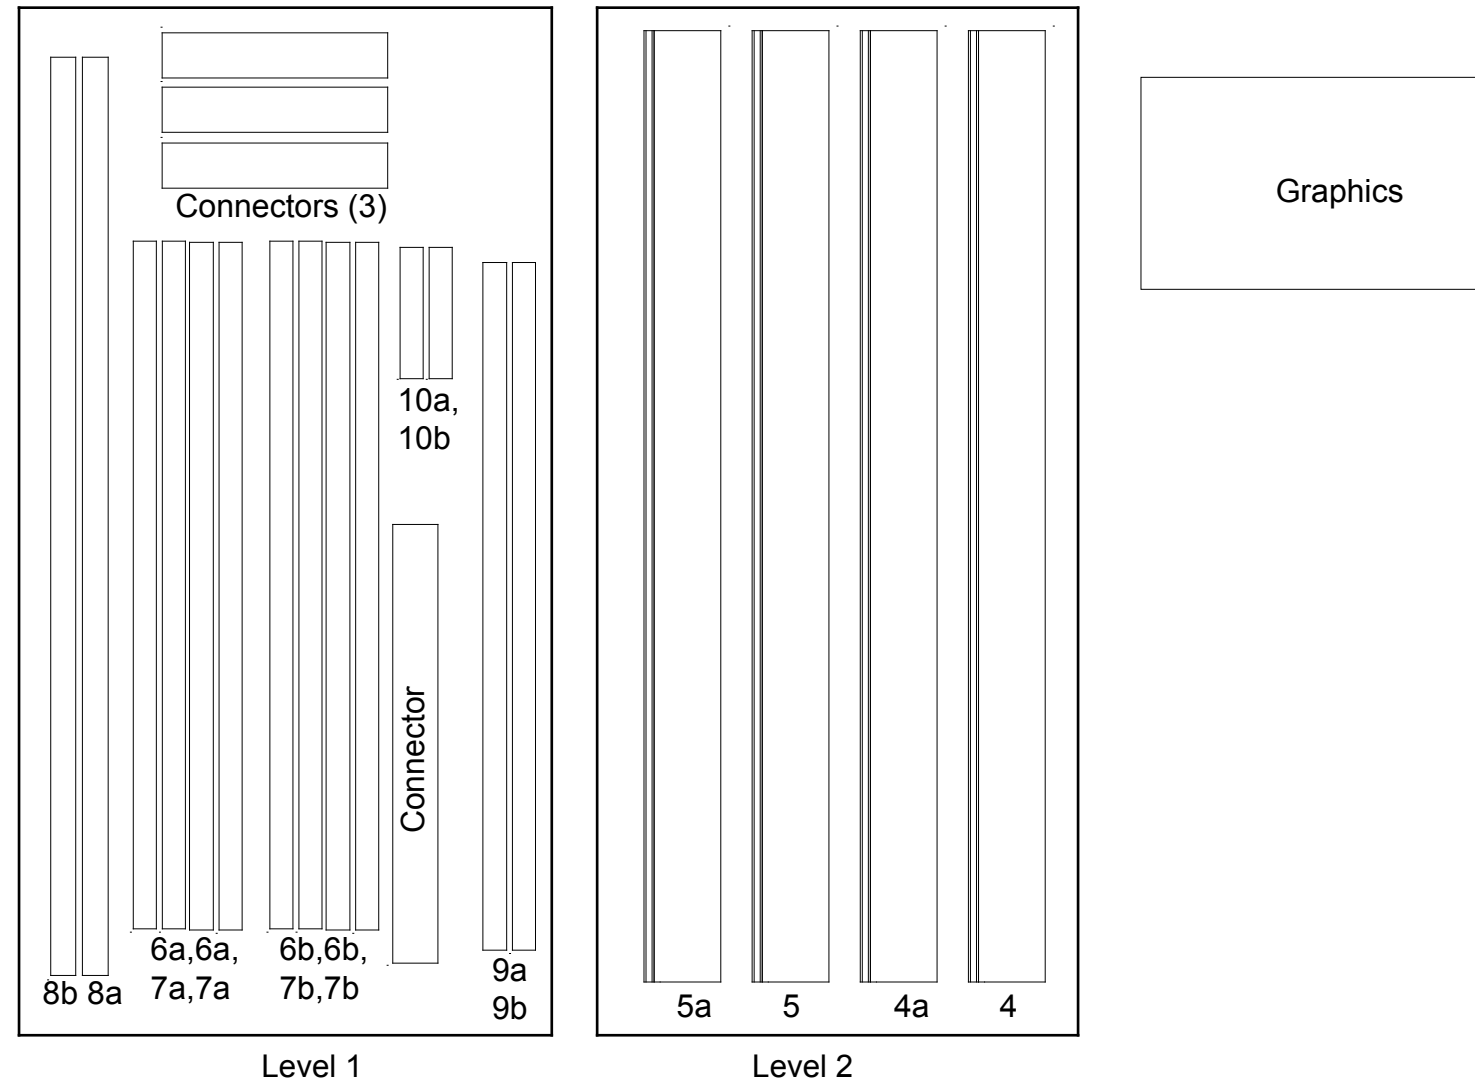 Connectors (3)
10a,
10b
Connector
6a,6a,
7a,7a
6b,6b,
7b,7b
8b 8a
9a
9b
Level 1
5a
5
4a
4
Level 2
Graphics